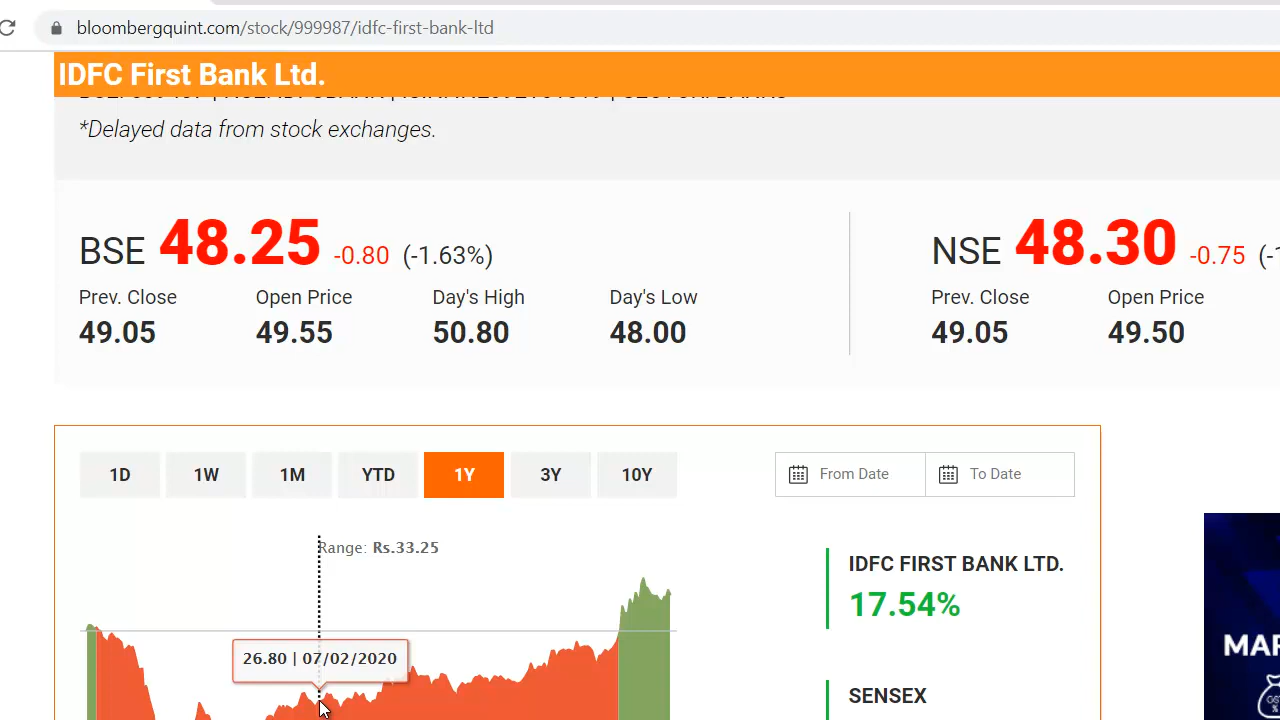 bloombergquint.com/stock/999987/idfc-first-bank-ltd
IDFC First Bank Ltd.
*Delayed data from stock exchanges.
BSE 48.25 -0.80 (-1.63%)
Prev. Close Open Price Day's High Day's Low
49.05 49.55 50.80 48.00
NSE 48.30 -0.75
Prev. Close Open Price
49.05 49.50
1D 1W 1M YTD 1Y 3Y 10Y
From Date To Date
Range: Rs.33.25
26.80 | 07/02/2020
IDFC FIRST BANK LTD.
17.54%
SENSEX